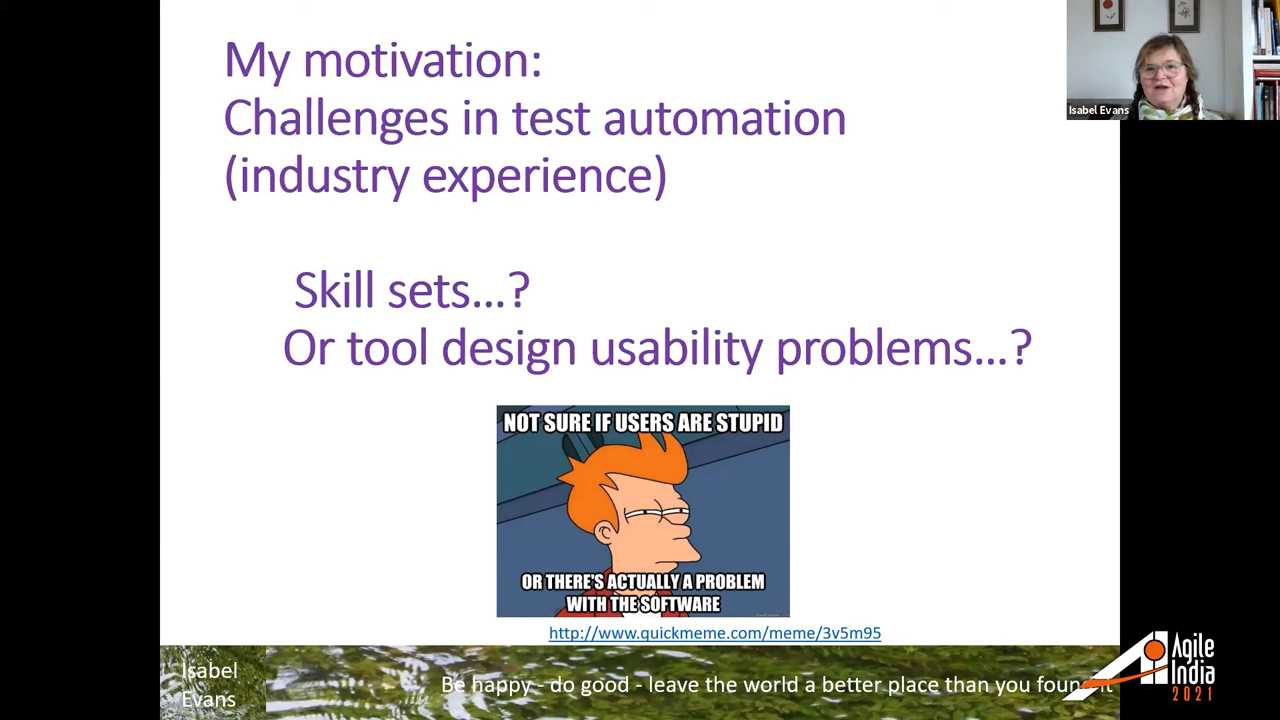 My motivation:
Challenges in test automation
(industry experience)
Skill sets...?
Or tool design usability problems...?
NOT SURE IF USERS ARE STUPID
OR THERE'S ACTUALLY A PROBLEM
WITH THE SOFTWARE
http://www.quickmeme.com/meme/3v5m95
Isabel
Evans
Be happy - do good - leave the world a better place than you found it
Isabel Evans
Agile
India
2021